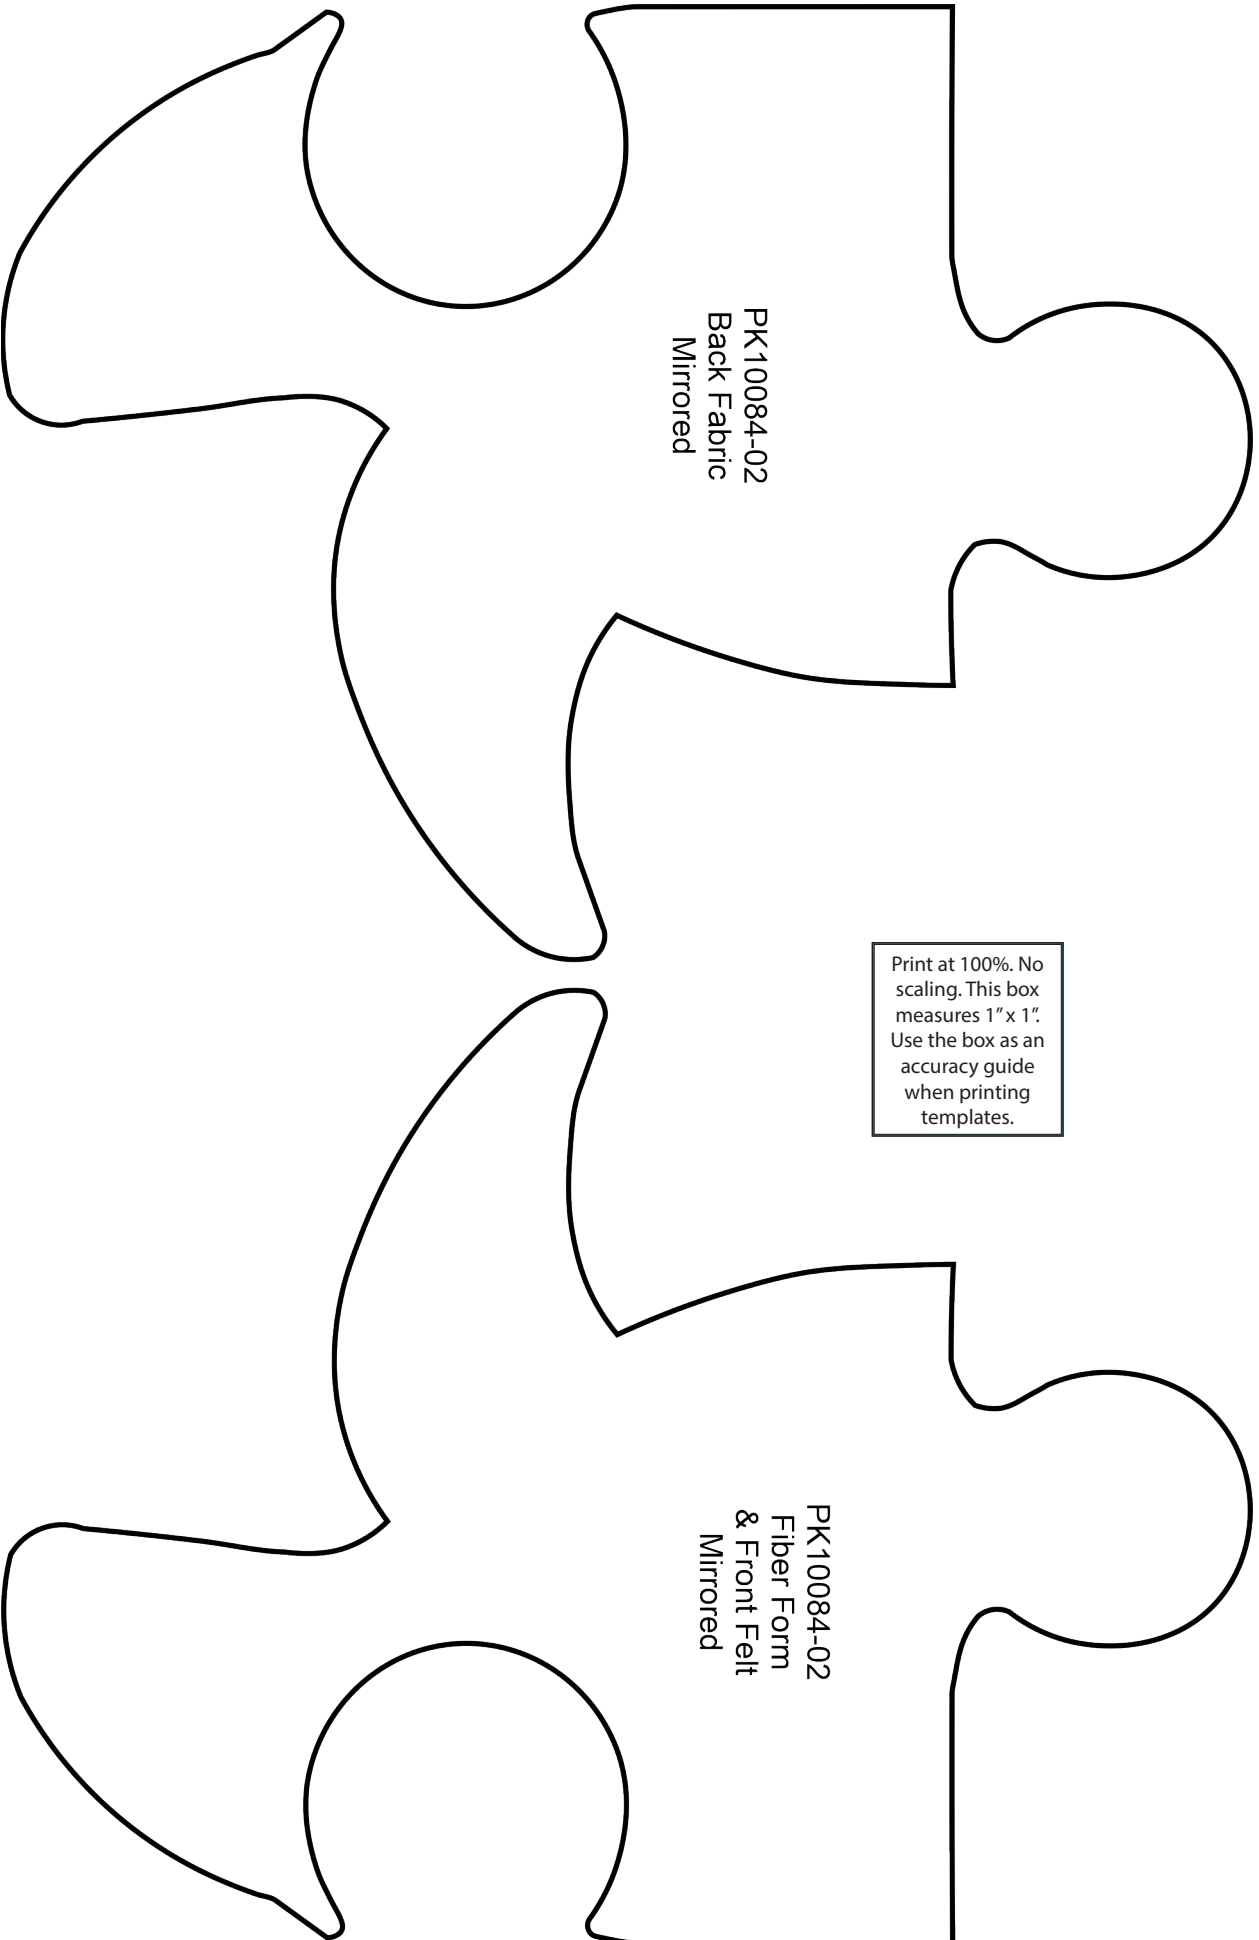 PK10084-02
Back Fabric
Mirrored
Print at 100%. No
scaling. This box
measures 1” x 1”.
Use the box as an
accuracy guide
when printing
templates.
PK10084-02
Fiber Form
& Front Felt
Mirrored